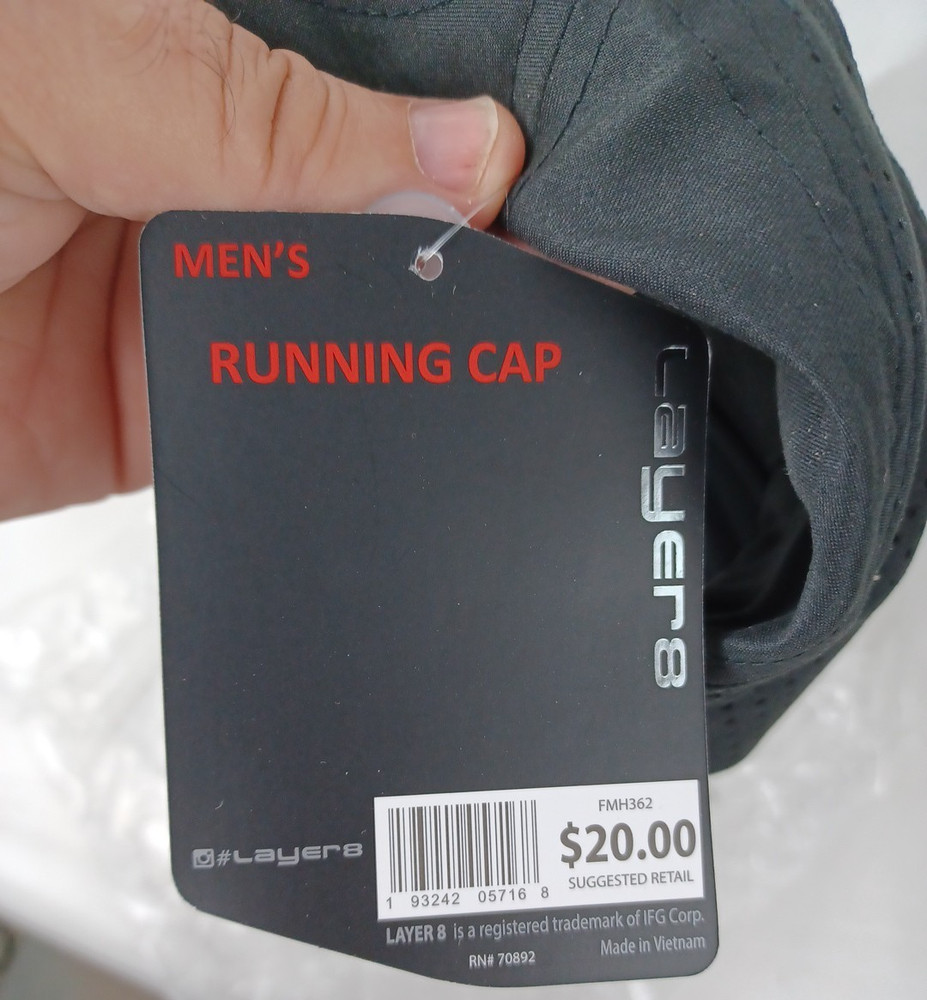 MEN'S
RUNNING CAP
Layer8
#Layer8
FMH362
$20.00
SUGGESTED RETAIL
1 93242 05716 8
LAYER 8 is a registered trademark of IFG Corp.
RN# 70892
Made in Vietnam